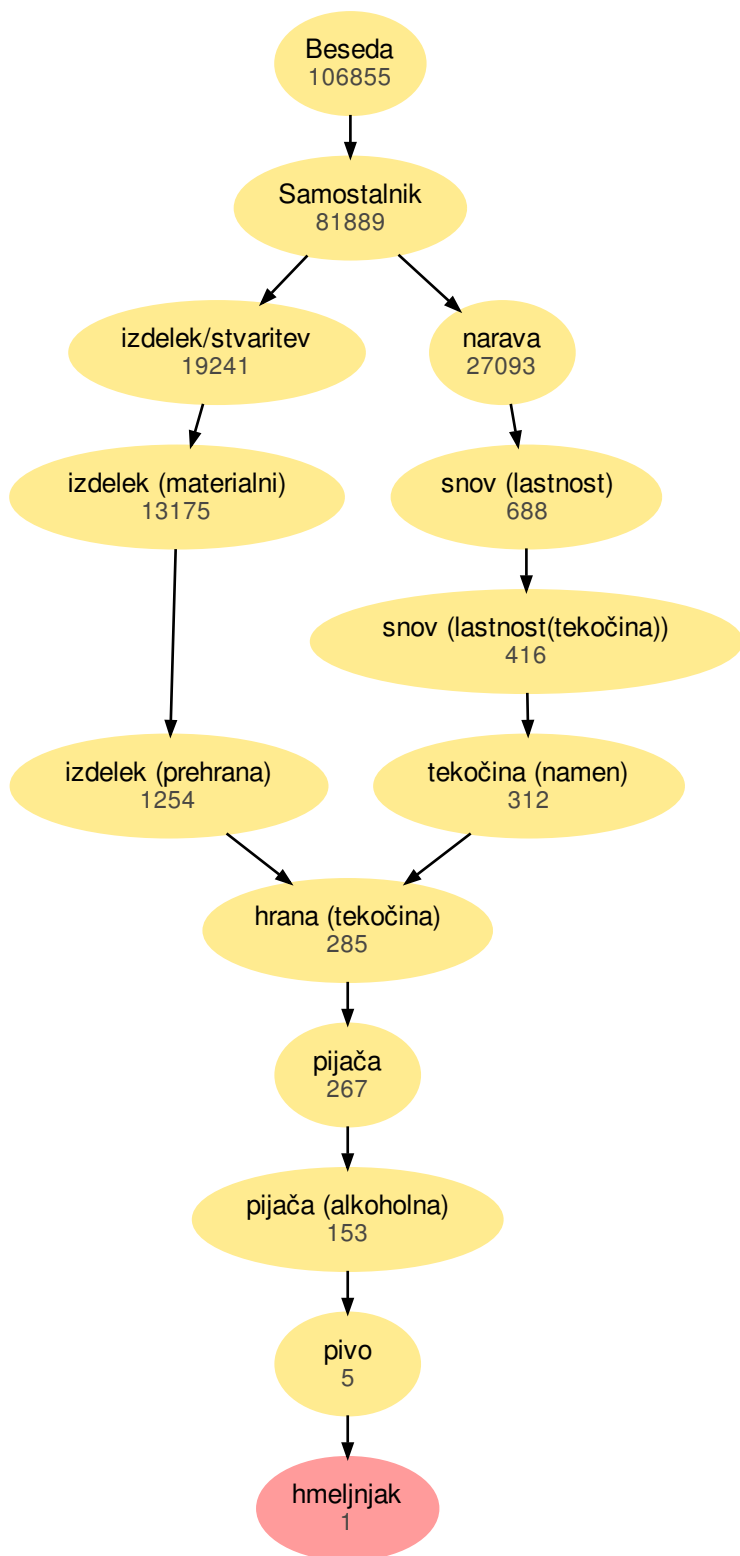 Beseda
106855
Samostalnik
81889
izdelek/stvaritev
19241
narava
27093
izdelek (materialni)
13175
snov (lastnost)
688
snov (lastnost(tekočina))
416
izdelek (prehrana)
1254
tekočina (namen)
312
hrana (tekočina)
285
pijača
267
pijača (alkoholna)
153
pivo
5
hmeljnjak
1